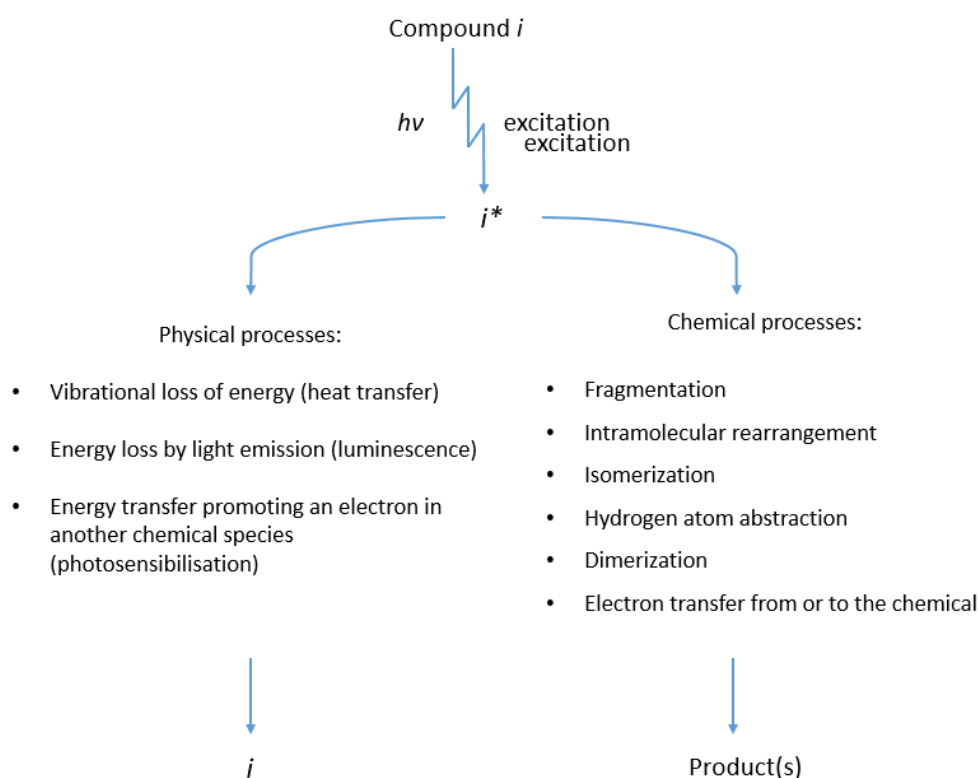 Compound i
hv
excitation
excitation
i*
Physical processes:
• Vibrational loss of energy (heat transfer)
• Energy loss by light emission (luminescence)
• Energy transfer promoting an electron in
another chemical species
(photosensibilisation)
i
Chemical processes:
• Fragmentation
• Intramolecular rearrangement
• Isomerization
• Hydrogen atom abstraction
• Dimerization
• Electron transfer from or to the chemical
Product(s)